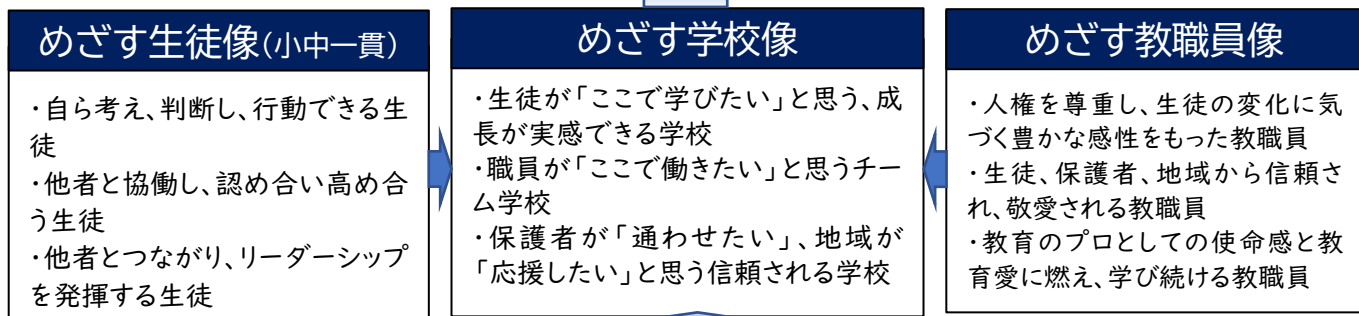 めざす生徒像(小中一貫)
・自ら考え、判断し、行動できる生
徒
・他者と協働し、認め合い高め合
う生徒
・他者とつながり、リーダーシップ
を発揮する生徒
めざす学校像
・生徒が「ここで学びたい」と思う、成
長が実感できる学校
・職員が「ここで働きたい」と思うチー
ム学校
・保護者が「通わせたい」、地域が
「応援したい」と思う信頼される学校
めざす教職員像
・人権を尊重し、生徒の変化に気
づく豊かな感性をもった教職員
・生徒、保護者、地域から信頼さ
れ、敬愛される教職員
・教育のプロとしての使命感と教
育愛に燃え、学び続ける教職員